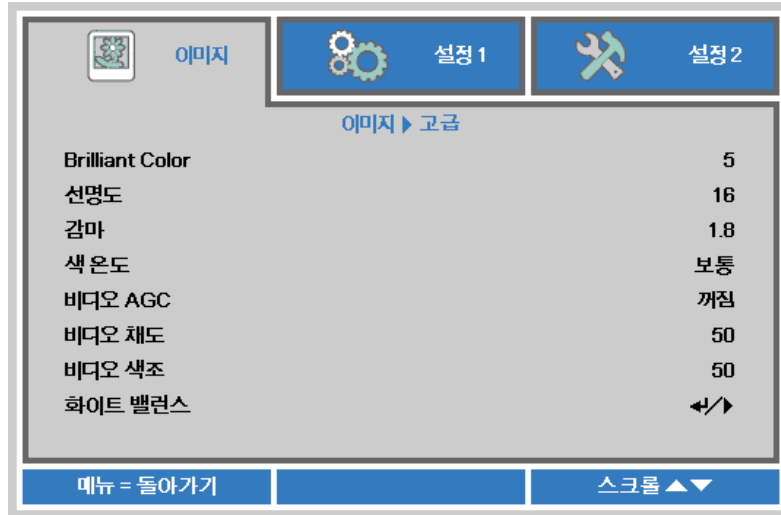 이미지 설정 1 설정 2
이미지 ▶ 고급
Brilliant Color 5
선명도 16
감마 1.8
색 온도 보통
비디오 AGC 꺼짐
비디오 채도 50
비디오 색조 50
화이트 밸런스 ↵/▶
메뉴 = 돌아가기 스크롤 ▲▼